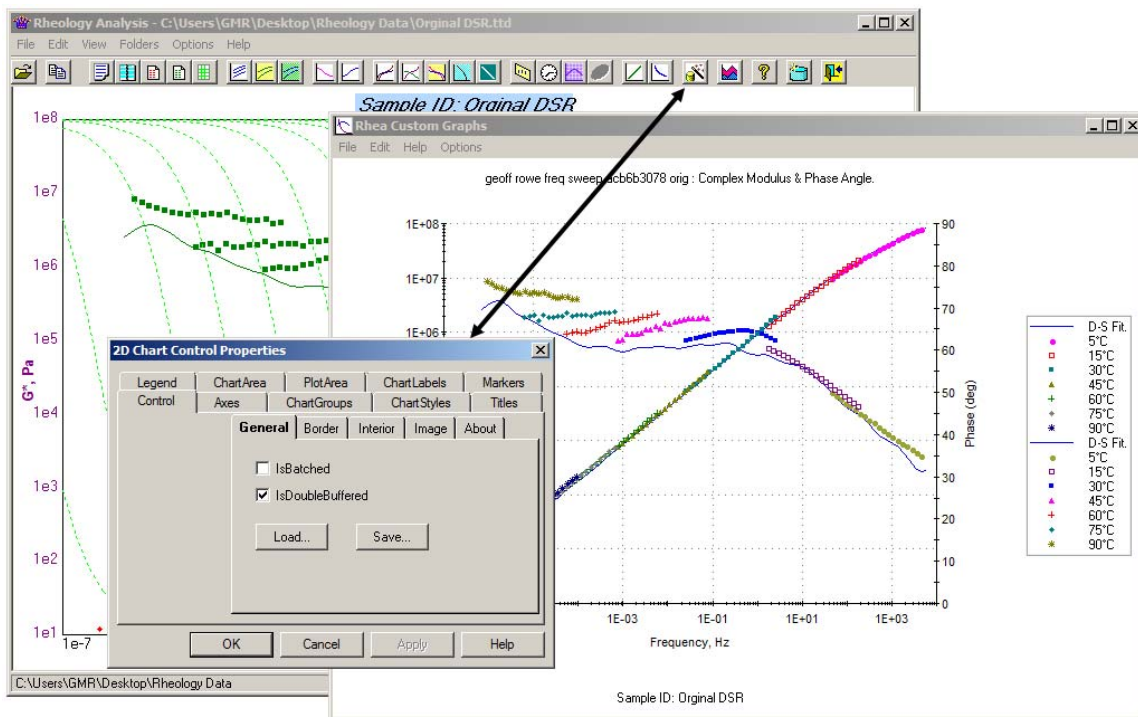 Rheology Analysis - C:\Users\GMR\Desktop\Rheology Data\Orginal DSR.ttd
File Edit View Folders Options Help
Sample ID: Orginal DSR
1e8
1e7
1e6
1e5
1e4
1e3
1e2
1e1
G*, Pa
1e-7
C:\Users\GMR\Desktop\Rheology Data
Rhea Custom Graphs
File Edit Help Options
geoff rowe freq sweep acb6b3078 orig : Complex Modulus & Phase Angle.
1E+08
1E+07
1E+06
90
80
70
60
50
40
30
20
10
0
Phase (deg)
1E-03 1E-01 1E+01 1E+03
Frequency, Hz
Sample ID: Orginal DSR
D-S Fit.
5°C
15°C
30°C
45°C
60°C
75°C
90°C
D-S Fit.
5°C
15°C
30°C
45°C
60°C
75°C
90°C
2D Chart Control Properties
Legend ChartArea PlotArea ChartLabels Markers
Control Axes ChartGroups ChartStyles Titles
General Border Interior Image About
IsBatched
IsDoubleBuffered
Load... Save...
OK Cancel Apply Help